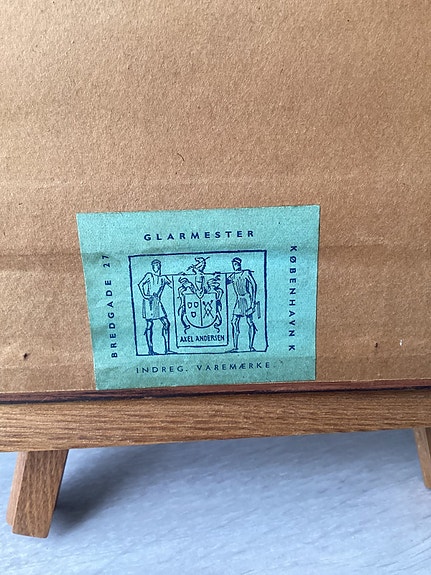 GLARMESTER
BREDGADE 27
KØBENHAVN K
AXEL ANDERSEN
INDREG. VAREMÆRKE.